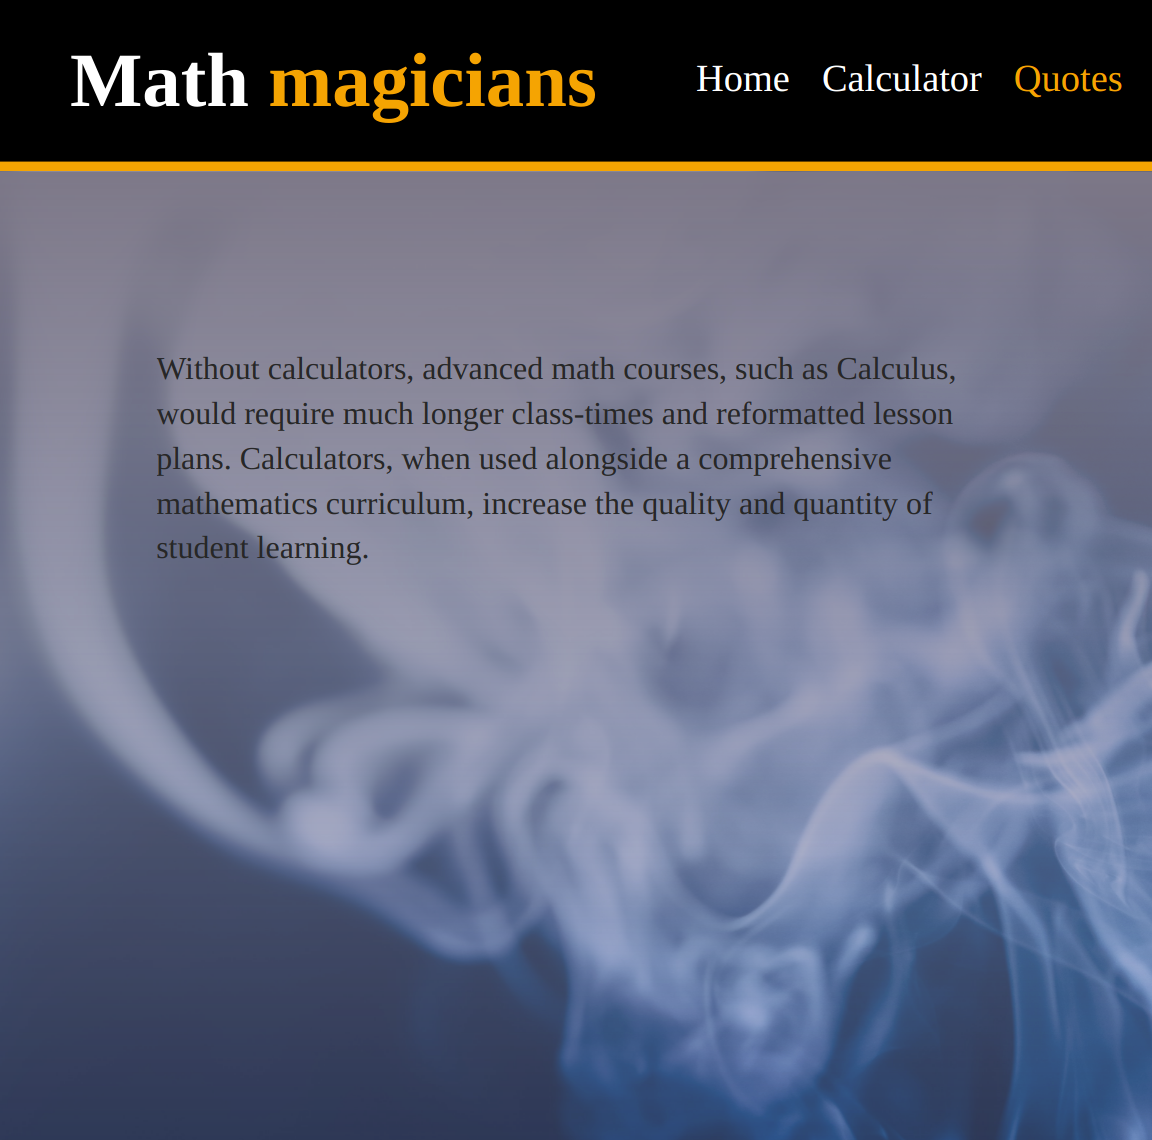 Math magicians
Home Calculator Quotes
Without calculators, advanced math courses, such as Calculus,
would require much longer class-times and reformatted lesson
plans. Calculators, when used alongside a comprehensive
mathematics curriculum, increase the quality and quantity of
student learning.